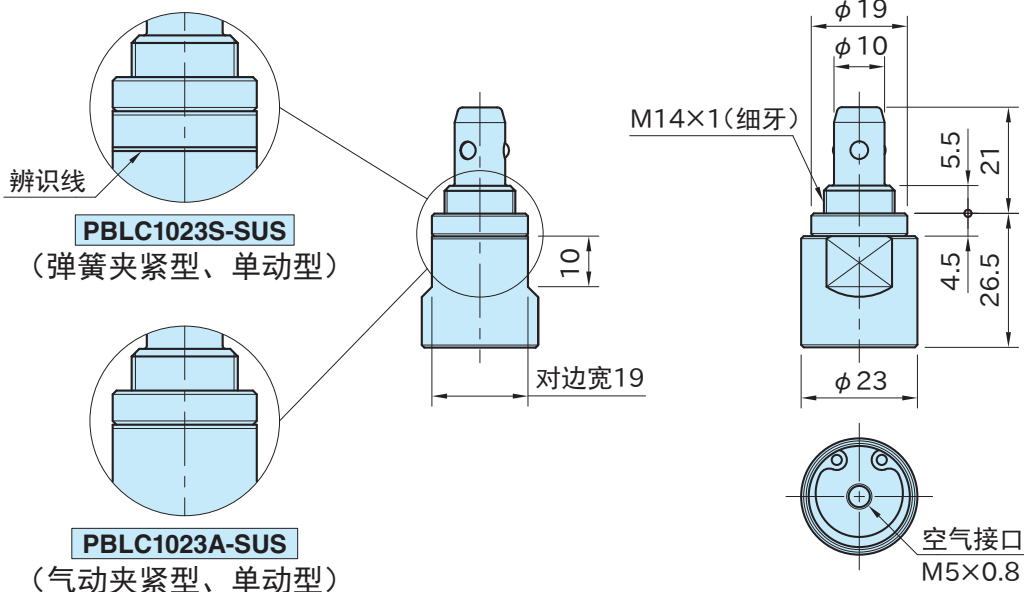 辨识线
PBLC1023S-SUS
（弹簧夹紧型、单动型）
PBLC1023A-SUS
（气动夹紧型、单动型）
10
对边宽19
φ19
φ10
M14×1（细牙）
5.5
21
4.5
26.5
φ23
空气接口
M5×0.8